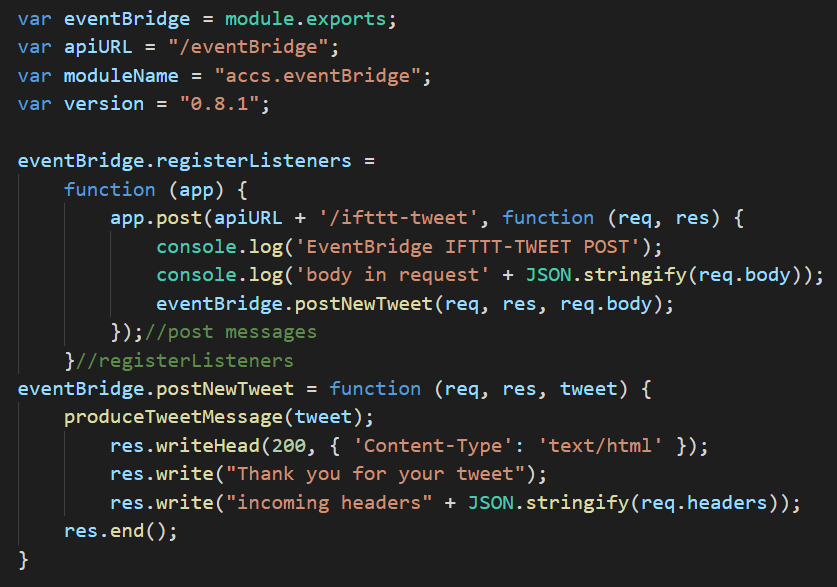 var eventBridge = module.exports;
var apiURL = "/eventBridge";
var moduleName = "accs.eventBridge";
var version = "0.8.1";

eventBridge.registerListeners =
    function (app) {
        app.post(apiURL + '/ifttt-tweet', function (req, res) {
            console.log('EventBridge IFTTT-TWEET POST');
            console.log('body in request' + JSON.stringify(req.body));
            eventBridge.postNewTweet(req, res, req.body);
        });//post messages
    }//registerListeners
eventBridge.postNewTweet = function (req, res, tweet) {
    produceTweetMessage(tweet);
        res.writeHead(200, { 'Content-Type': 'text/html' });
        res.write("Thank you for your tweet");
        res.write("incoming headers" + JSON.stringify(req.headers));
    res.end();
}